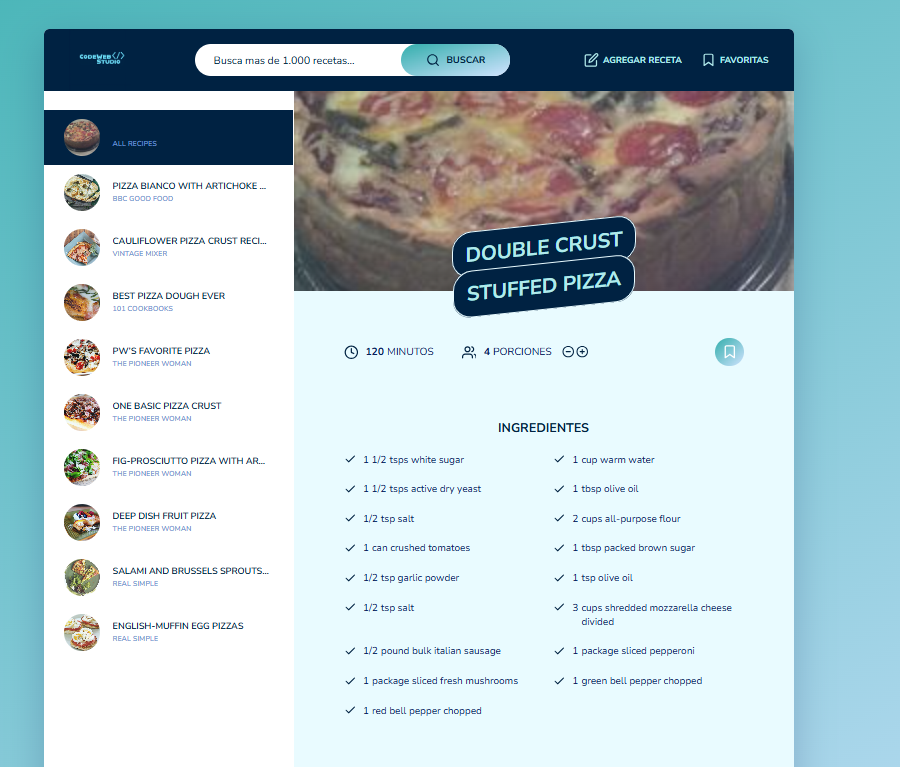 CODEWEB</>
STUDIO
Busca mas de 1.000 recetas...
BUSCAR
AGREGAR RECETA
FAVORITAS
ALL RECIPES
PIZZA BIANCO WITH ARTICHOKE ...
BBC GOOD FOOD
CAULIFLOWER PIZZA CRUST RECI...
VINTAGE MIXER
BEST PIZZA DOUGH EVER
101 COOKBOOKS
PW'S FAVORITE PIZZA
THE PIONEER WOMAN
ONE BASIC PIZZA CRUST
THE PIONEER WOMAN
FIG-PROSCIUTTO PIZZA WITH AR...
THE PIONEER WOMAN
DEEP DISH FRUIT PIZZA
THE PIONEER WOMAN
SALAMI AND BRUSSELS SPROUTS...
REAL SIMPLE
ENGLISH-MUFFIN EGG PIZZAS
REAL SIMPLE
DOUBLE CRUST
STUFFED PIZZA
120 MINUTOS
4 PORCIONES
INGREDIENTES
1 1/2 tsps white sugar
1 cup warm water
1 1/2 tsps active dry yeast
1 tbsp olive oil
1/2 tsp salt
2 cups all-purpose flour
1 can crushed tomatoes
1 tbsp packed brown sugar
1/2 tsp garlic powder
1 tsp olive oil
1/2 tsp salt
3 cups shredded mozzarella cheese
divided
1/2 pound bulk italian sausage
1 package sliced pepperoni
1 package sliced fresh mushrooms
1 green bell pepper chopped
1 red bell pepper chopped